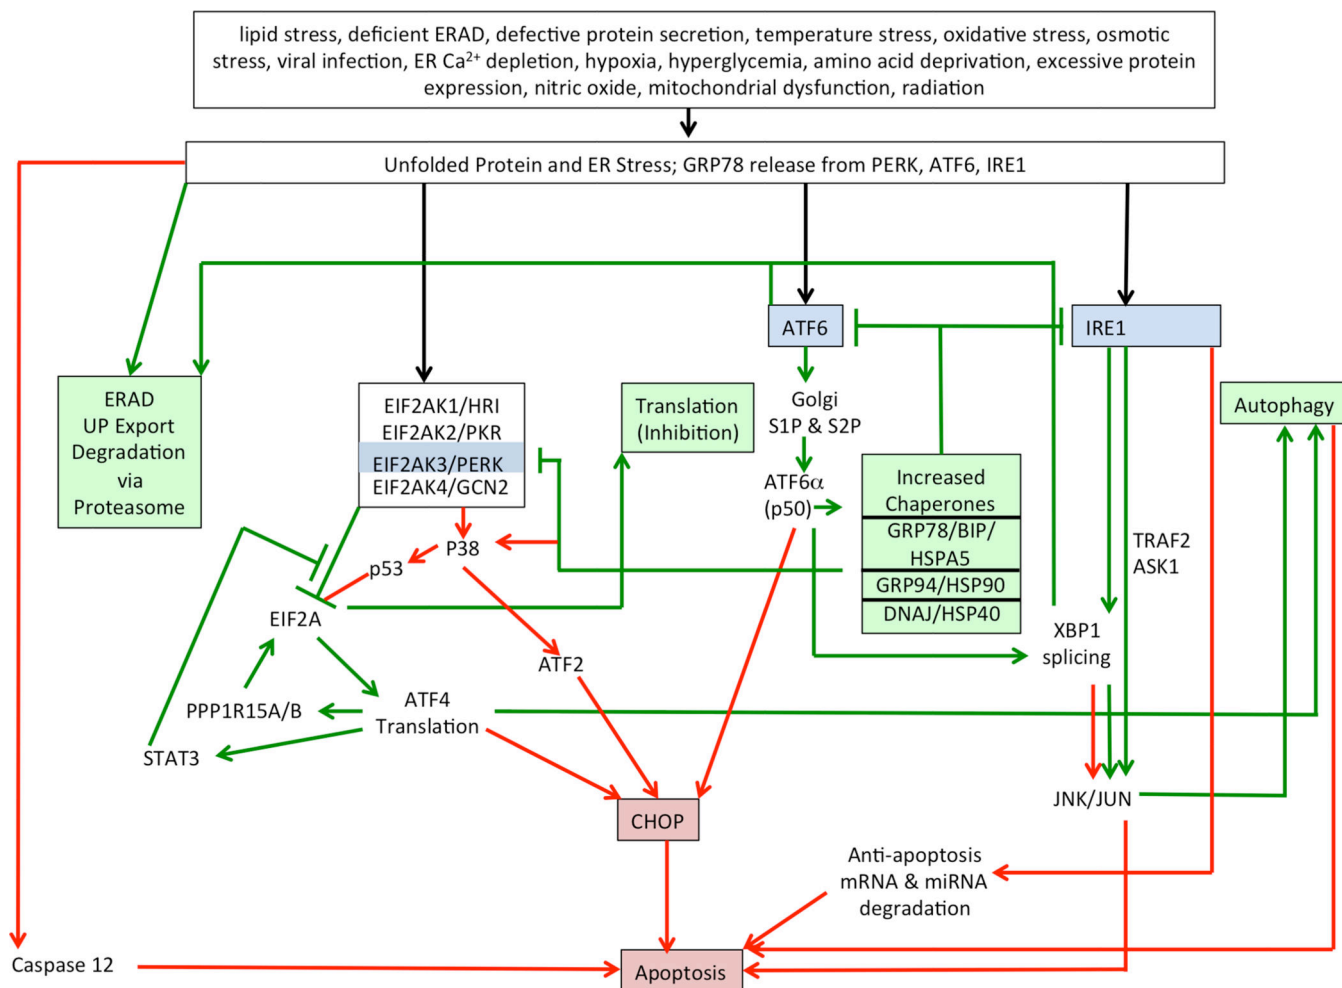 lipid stress, deficient ERAD, defective protein secretion, temperature stress, oxidative stress, osmotic
stress, viral infection, ER Ca²⁺ depletion, hypoxia, hyperglycemia, amino acid deprivation, excessive protein
expression, nitric oxide, mitochondrial dysfunction, radiation
Unfolded Protein and ER Stress; GRP78 release from PERK, ATF6, IRE1
ATF6
IRE1
ERAD
UP Export
Degradation
via
Proteasome
EIF2AK1/HRI
EIF2AK2/PKR
EIF2AK3/PERK
EIF2AK4/GCN2
Translation
(Inhibition)
Golgi
S1P & S2P
ATF6α
(p50)
Increased
Chaperones
GRP78/BIP/
HSPA5
GRP94/HSP90
DNAJ/HSP40
Autophagy
TRAF2
ASK1
P38
p53
EIF2A
ATF2
XBP1
splicing
PPP1R15A/B
ATF4
Translation
STAT3
CHOP
JNK/JUN
Anti-apoptosis
mRNA & miRNA
degradation
Caspase 12
Apoptosis